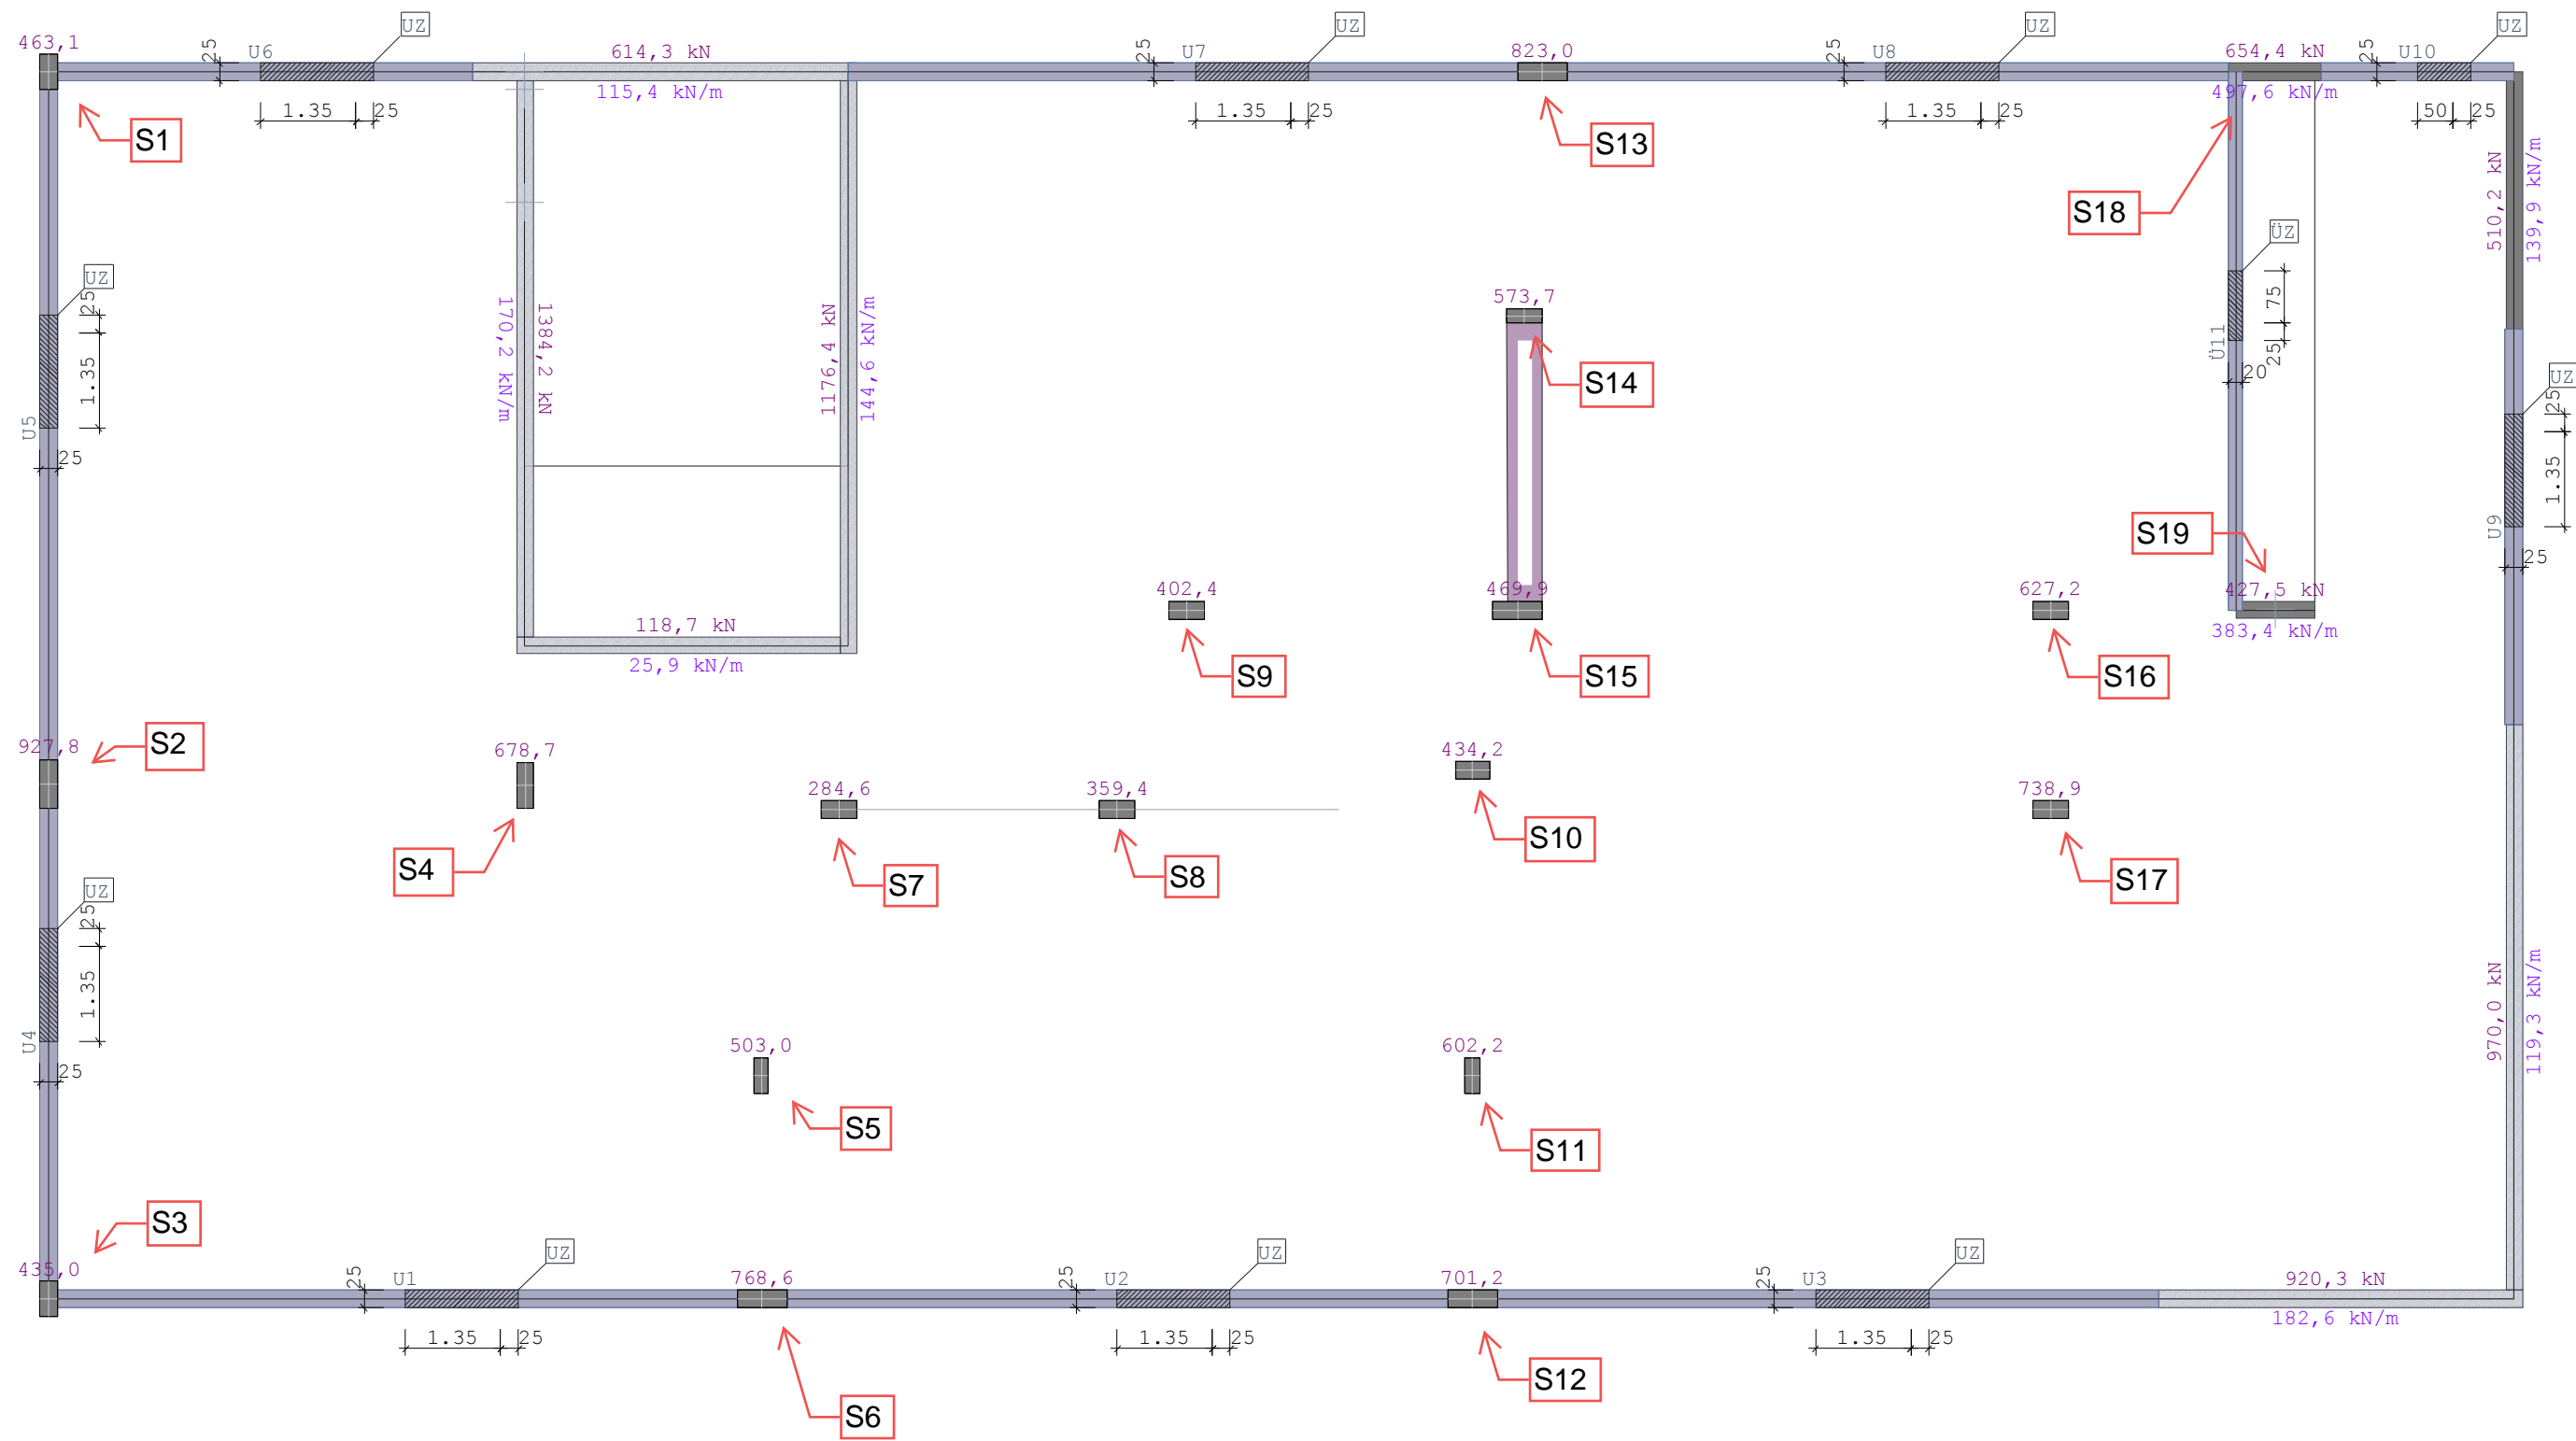 UZ
UZ
UZ
UZ
463,1
25
U6
614,3 kN
25
U7
823,0
25
U8
654,4 kN
25
U10
115,4 kN/m
497,6 kN/m
1.35
25
1.35
25
1.35
25
50
25
S1
S13
S18
510,2 kN
139,9 kN/m
UZ
25
1.35
U5
25
170,2 kN/m
1384,2 kN
1176,4 kN
144,6 kN/m
573,7
S14
ÜZ
75
25
Ü11
20
UZ
25
1.35
U9
25
S19
402,4
469,9
627,2
427,5 kN
383,4 kN/m
118,7 kN
25,9 kN/m
S9
S15
S16
927,8
S2
678,7
434,2
284,6
359,4
738,9
S4
S7
S8
S10
S17
UZ
25
1.35
U4
25
503,0
602,2
970,0 kN
119,3 kN/m
S5
S11
S3
UZ
UZ
UZ
435,0
25
U1
768,6
25
U2
701,2
25
U3
920,3 kN
182,6 kN/m
1.35
25
1.35
25
1.35
25
S6
S12